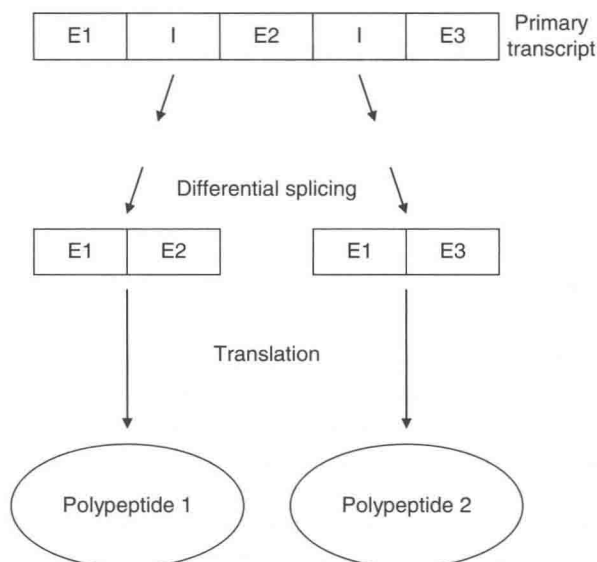 E1 I E2 I E3 Primary
transcript
Differential splicing
E1 E2 E1 E3
Translation
Polypeptide 1 Polypeptide 2